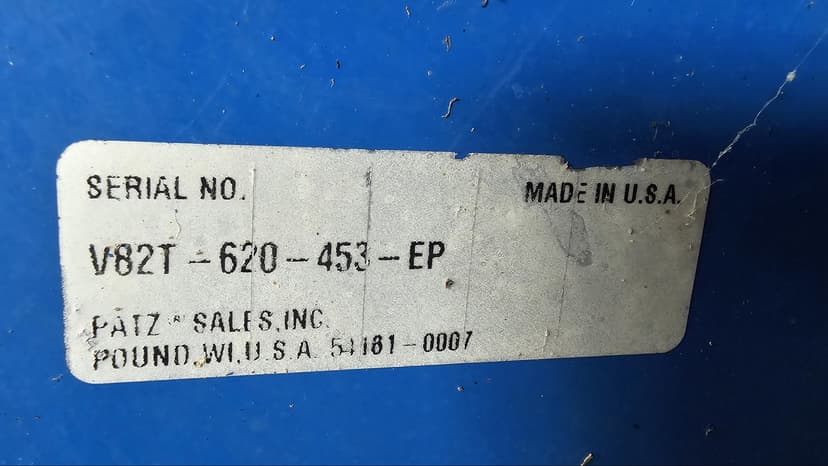 SERIAL NO. MADE IN U.S.A.
V82T-620-453-EP
PATZ ® SALES, INC.
POUND, WI, U.S.A. 54161-0007